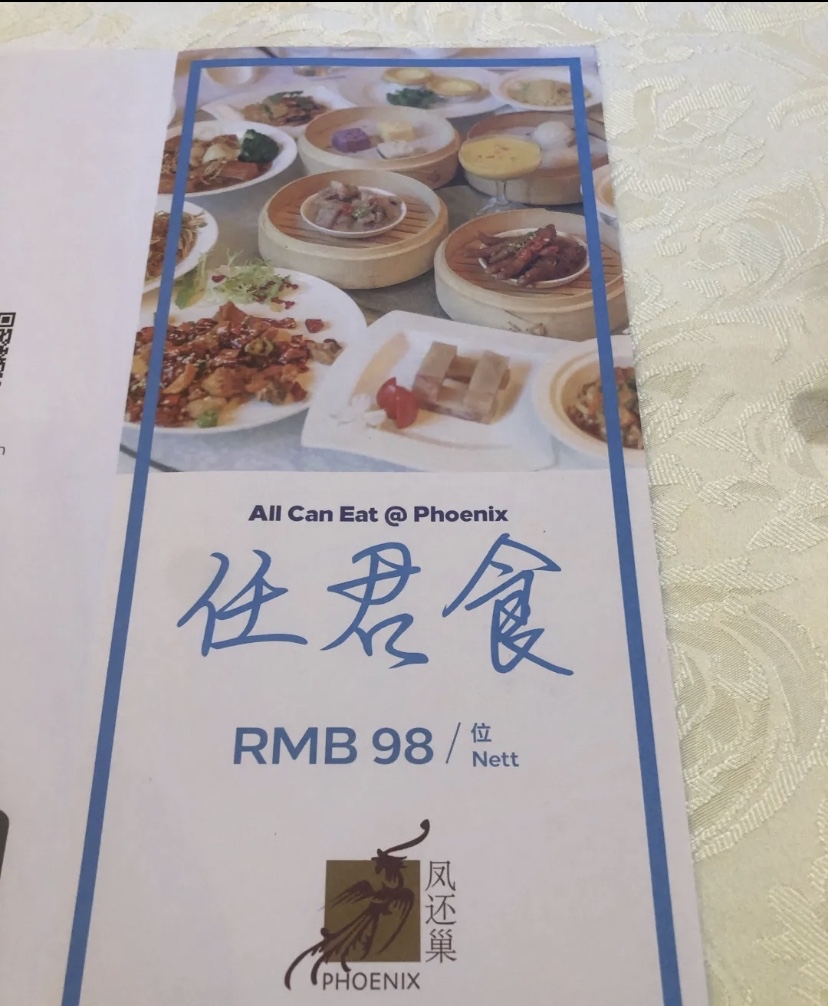 All Can Eat @ Phoenix
任君食
RMB 98 / 位
Nett
凤还巢
PHOENIX